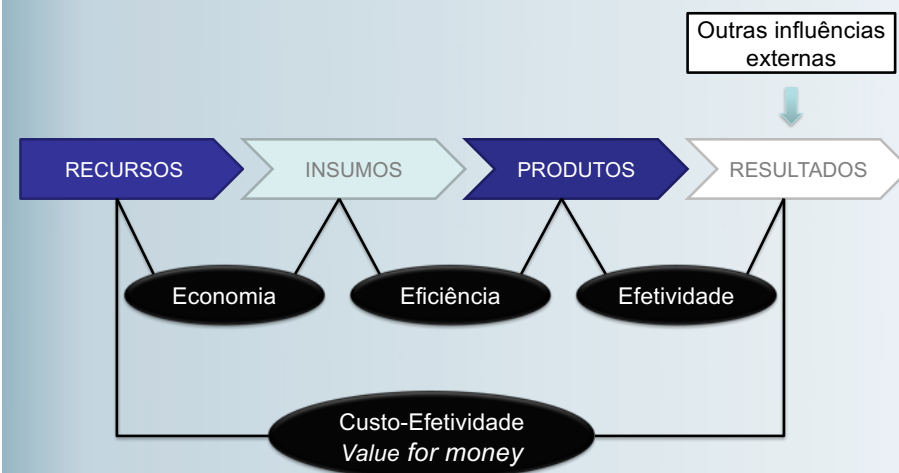 Outras influências
externas
RECURSOS
INSUMOS
PRODUTOS
RESULTADOS
Economia
Eficiência
Efetividade
Custo-Efetividade
Value for money